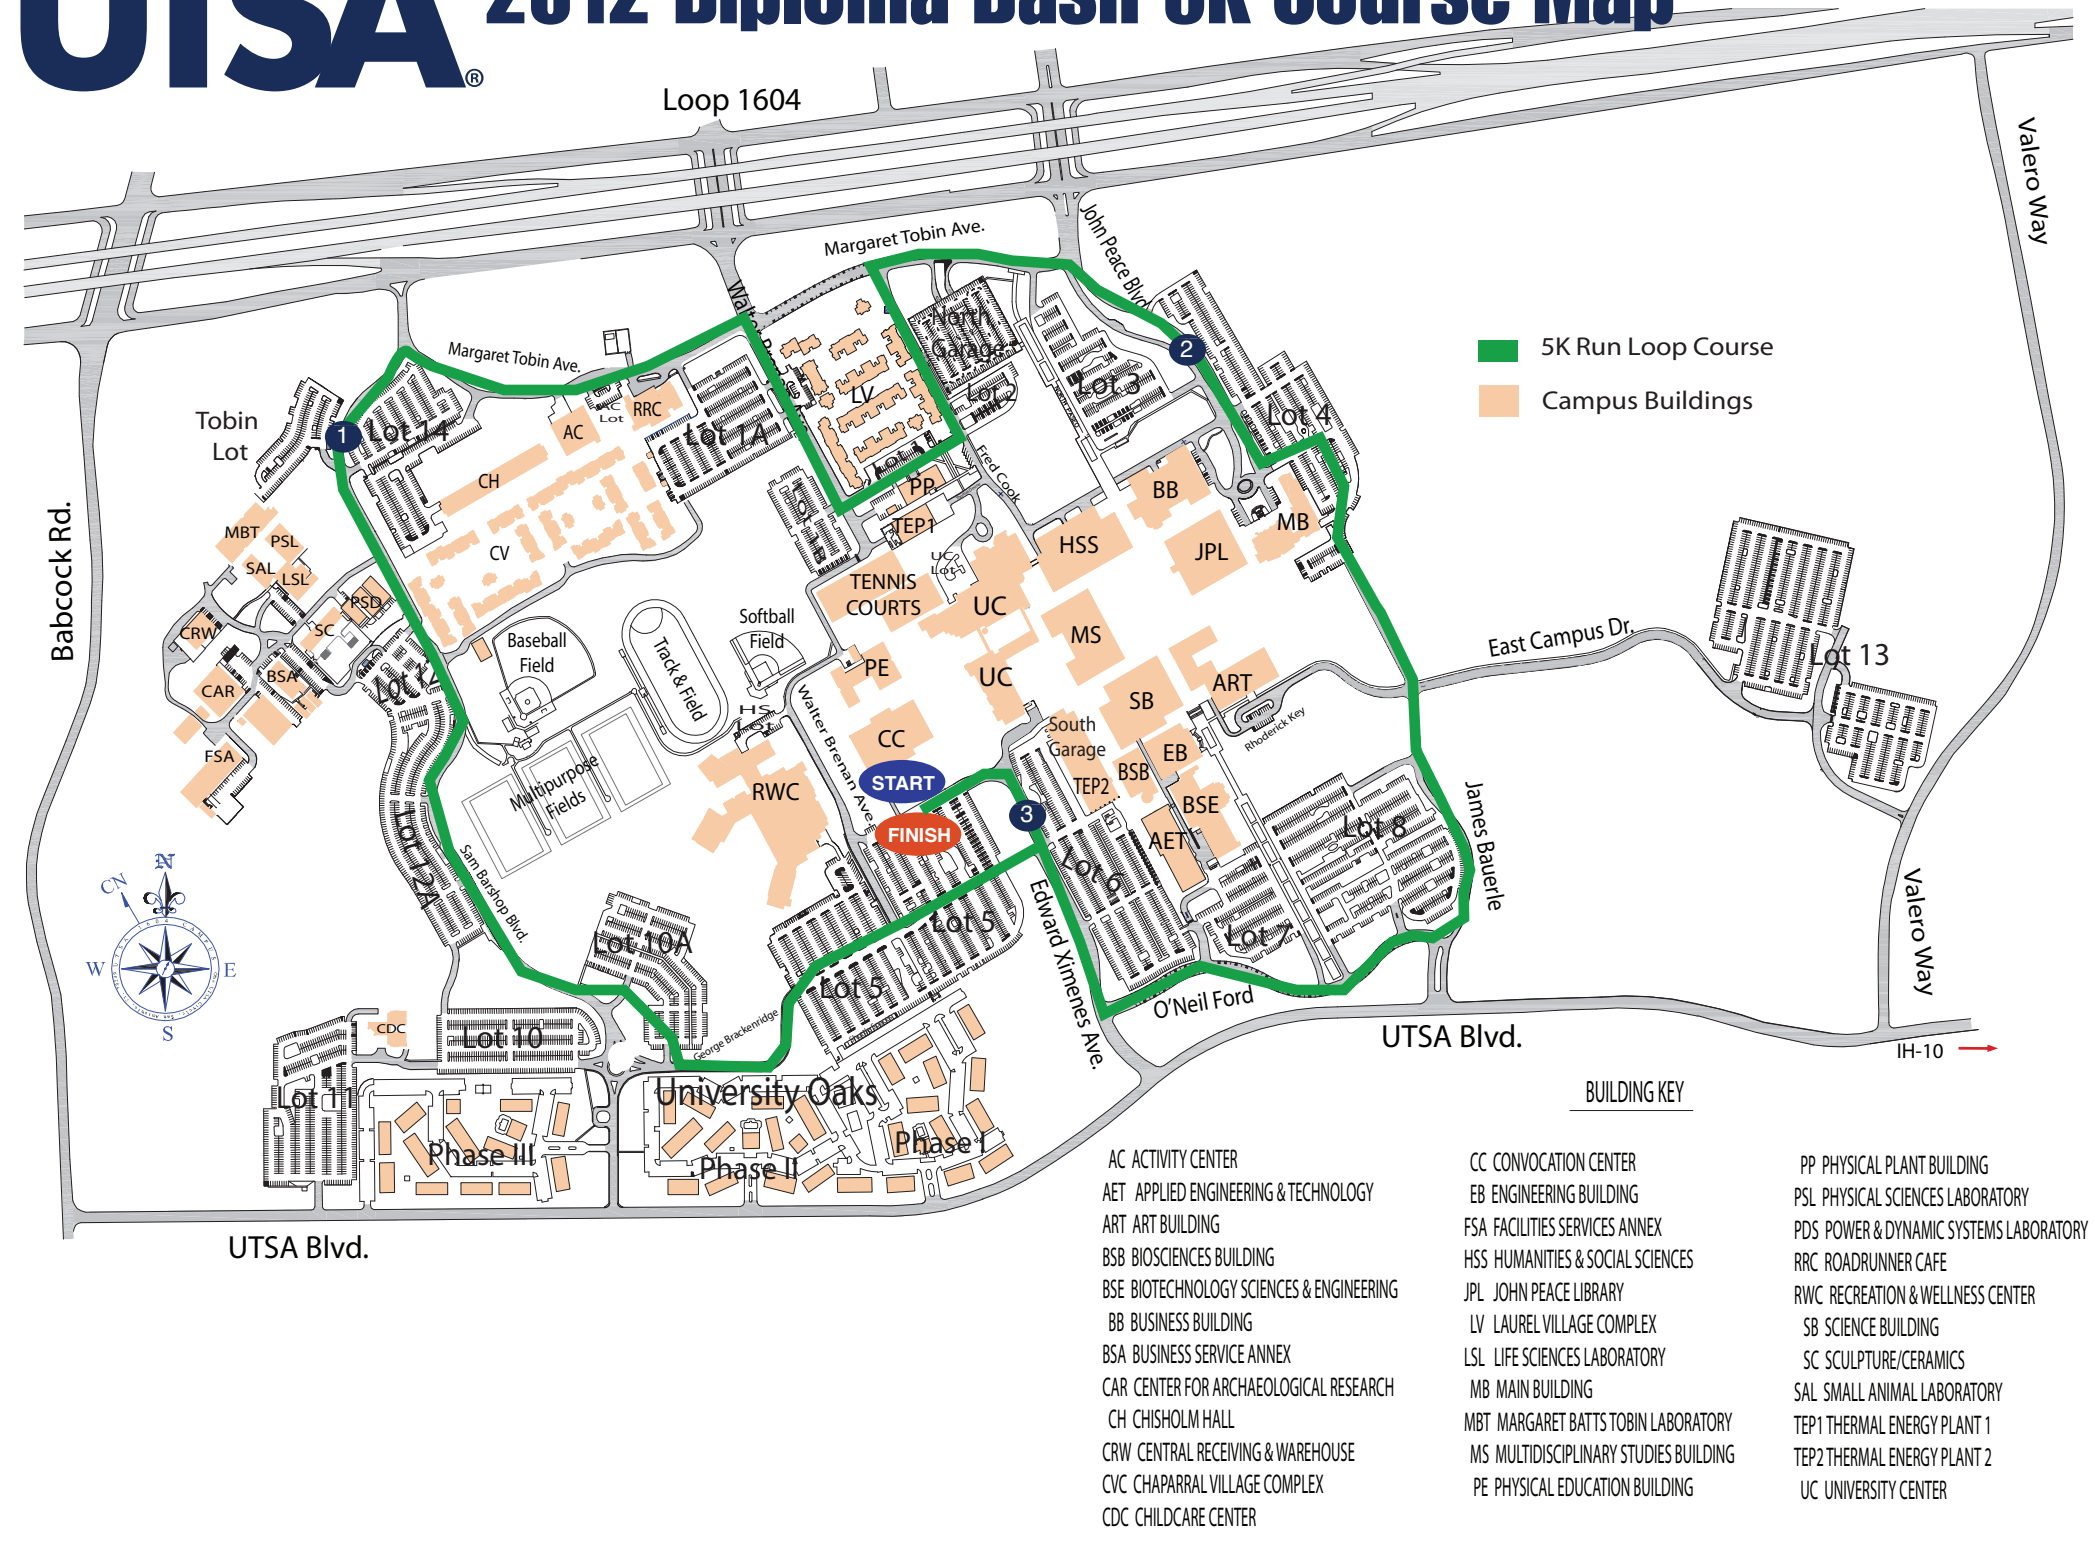 UTSA®
2012 Diploma Dash 5K Course Map
Loop 1604
Valero Way
Margaret Tobin Ave.
John Peace Blvd
5K Run Loop Course
Campus Buildings
Margaret Tobin Ave.
North
Garage
Lot 2
Lot 3
Lot 4
2
LV
RRC
AC
Lot
AC
Lot 7A
Tobin
Lot
1
Lot 14
CH
CV
PP
TEP1
Fred Cook
BB
MB
HSS
JPL
UC
Lot
Babcock Rd.
MBT
PSL
SAL
LSL
PSD
SC
CRW
CAR
BSA
FSA
TENNIS
COURTS
UC
MS
Softball
Field
Baseball
Field
Track & Field
HS
Lot
PE
UC
SB
ART
East Campus Dr.
Lot 13
Rhoderick Key
Walter Brenan Ave.
CC
South
Garage
EB
BSB
TEP2
BSE
AET
START
FINISH
3
RWC
Multipurpose
Fields
Lot 12A
Sam Barshop Blvd.
Lot 6
Lot 8
James Bauerle
Lot 5
Lot 7
Edward Ximenes Ave.
Lot 10A
Lot 5
O'Neil Ford
UTSA Blvd.
Valero Way
IH-10
N
CN
W
E
S
CDC
Lot 10
George Brackenridge
Lot 11
University Oaks
Phase III
Phase II
Phase I
UTSA Blvd.
BUILDING KEY
AC ACTIVITY CENTER
AET APPLIED ENGINEERING & TECHNOLOGY
ART ART BUILDING
BSB BIOSCIENCES BUILDING
BSE BIOTECHNOLOGY SCIENCES & ENGINEERING
BB BUSINESS BUILDING
BSA BUSINESS SERVICE ANNEX
CAR CENTER FOR ARCHAEOLOGICAL RESEARCH
CH CHISHOLM HALL
CRW CENTRAL RECEIVING & WAREHOUSE
CVC CHAPARRAL VILLAGE COMPLEX
CDC CHILDCARE CENTER
CC CONVOCATION CENTER
EB ENGINEERING BUILDING
FSA FACILITIES SERVICES ANNEX
HSS HUMANITIES & SOCIAL SCIENCES
JPL JOHN PEACE LIBRARY
LV LAUREL VILLAGE COMPLEX
LSL LIFE SCIENCES LABORATORY
MB MAIN BUILDING
MBT MARGARET BATTS TOBIN LABORATORY
MS MULTIDISCIPLINARY STUDIES BUILDING
PE PHYSICAL EDUCATION BUILDING
PP PHYSICAL PLANT BUILDING
PSL PHYSICAL SCIENCES LABORATORY
PDS POWER & DYNAMIC SYSTEMS LABORATORY
RRC ROADRUNNER CAFE
RWC RECREATION & WELLNESS CENTER
SB SCIENCE BUILDING
SC SCULPTURE/CERAMICS
SAL SMALL ANIMAL LABORATORY
TEP1 THERMAL ENERGY PLANT 1
TEP2 THERMAL ENERGY PLANT 2
UC UNIVERSITY CENTER